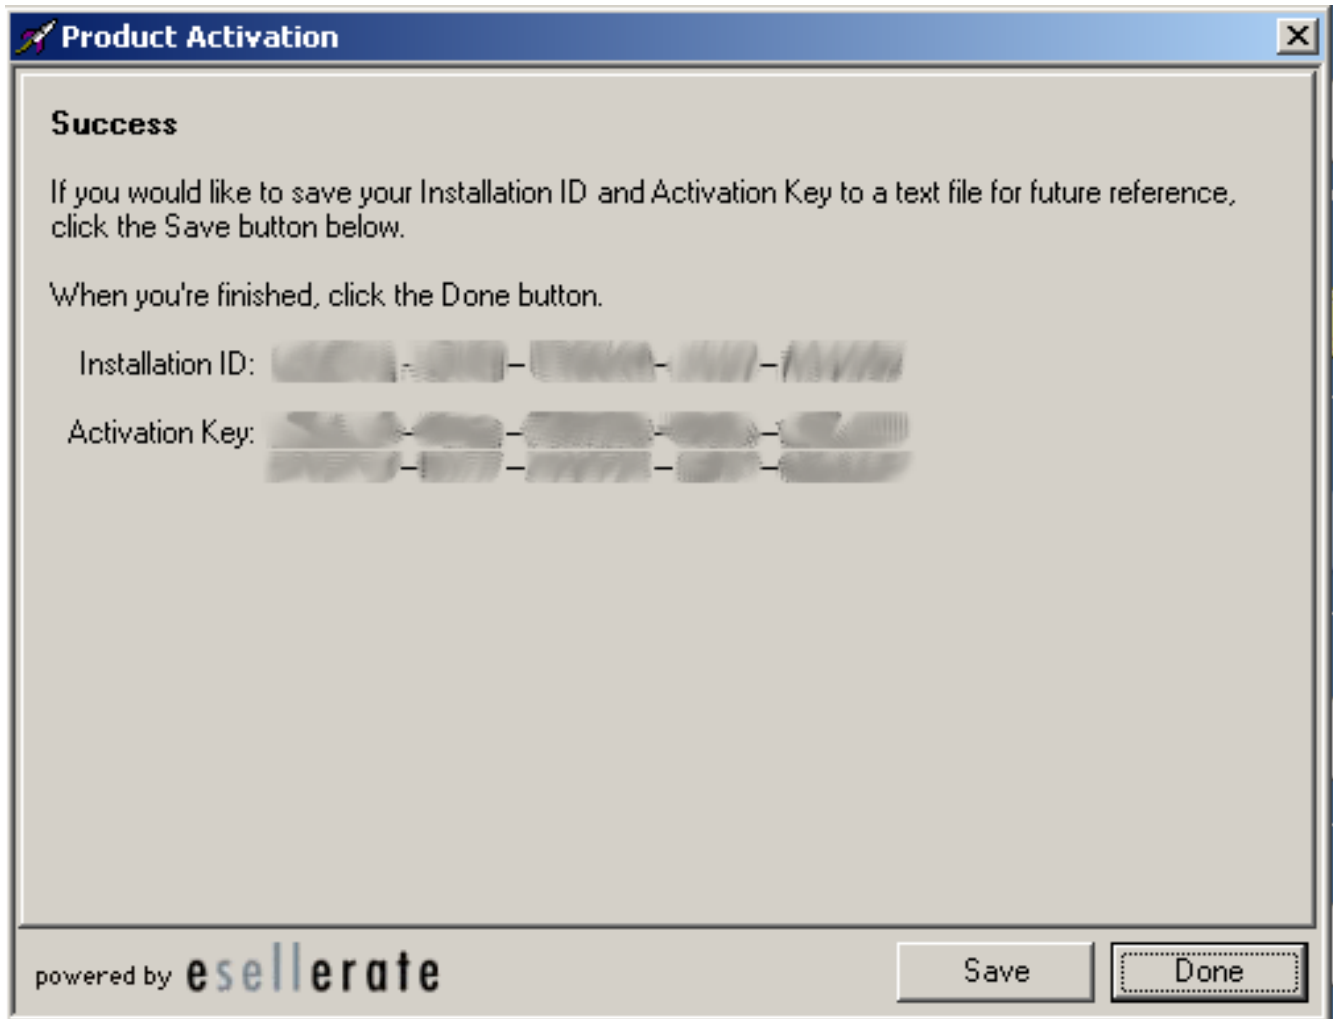 Product Activation
Success
If you would like to save your Installation ID and Activation Key to a text file for future reference,
click the Save button below.
When you're finished, click the Done button.
Installation ID:
Activation Key:
powered by esellerate
Save
Done